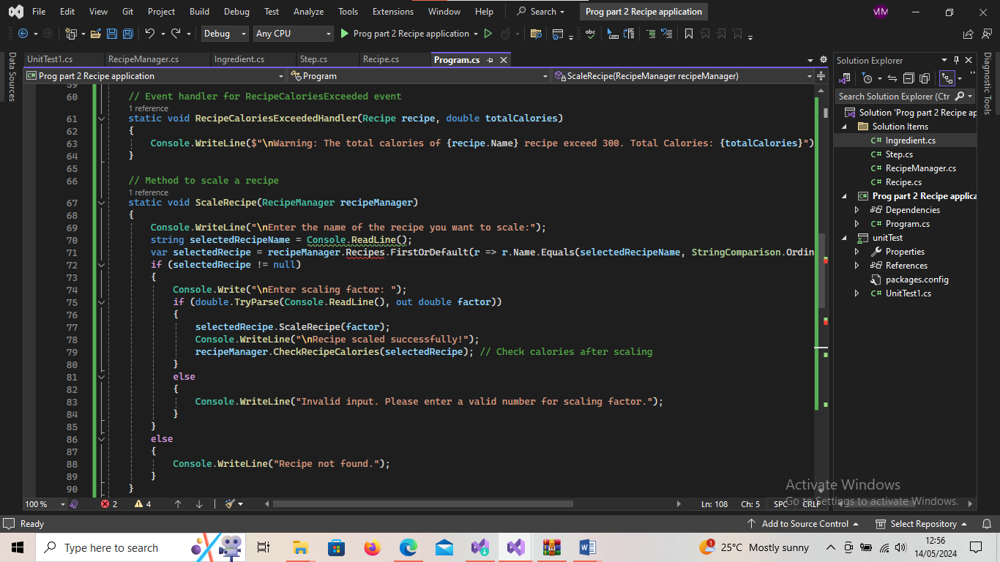 File Edit View Git Project Build Debug Test Analyze Tools Extensions Window Help Search Prog part 2 Recipe application MM
Debug Any CPU Prog part 2 Recipe application
UnitTest1.cs RecipeManager.cs Ingredient.cs Step.cs Recipe.cs Program.cs
C# Prog part 2 Recipe application Program ScaleRecipe(RecipeManager recipeManager)
Data Sources
59
60 // Event handler for RecipeCaloriesExceeded event
1 reference
61 static void RecipeCaloriesExceededHandler(Recipe recipe, double totalCalories)
62 {
63 Console.WriteLine($"\nWarning: The total calories of {recipe.Name} recipe exceed 300. Total Calories: {totalCalories}")
64 }
65
66 // Method to scale a recipe
1 reference
67 static void ScaleRecipe(RecipeManager recipeManager)
68 {
69 Console.WriteLine("\nEnter the name of the recipe you want to scale:");
70 string selectedRecipeName = Console.ReadLine();
71 var selectedRecipe = recipeManager.Recipes.FirstOrDefault(r => r.Name.Equals(selectedRecipeName, StringComparison.Ordin
72 if (selectedRecipe != null)
73 {
74 Console.Write("\nEnter scaling factor: ");
75 if (double.TryParse(Console.ReadLine(), out double factor))
76 {
77 selectedRecipe.ScaleRecipe(factor);
78 Console.WriteLine("\nRecipe scaled successfully!");
79 recipeManager.CheckRecipeCalories(selectedRecipe); // Check calories after scaling
80 }
81 else
82 {
83 Console.WriteLine("Invalid input. Please enter a valid number for scaling factor.");
84 }
85 }
86 else
87 {
88 Console.WriteLine("Recipe not found.");
89 }
90 }
100 % 2 4 Ln: 108 Ch: 5 SPC CRLF
Solution Explorer
Search Solution Explorer (Ctr
Solution 'Prog part 2 Recipe ap
Solution Items
C# Ingredient.cs
C# Step.cs
C# RecipeManager.cs
C# Recipe.cs
C# Prog part 2 Recipe applica
Dependencies
C# Program.cs
unitTest
Properties
References
packages.config
C# UnitTest1.cs
Diagnostic Tools
Activate Windows
Go to Settings to activate Windows.
Ready Add to Source Control Select Repository
Type here to search 1 25°C Mostly sunny 12:56
14/05/2024